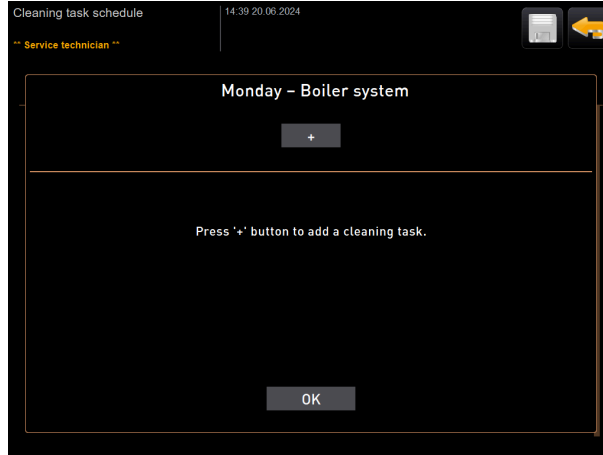 Cleaning task schedule
14:39 20.06.2024
** Service technician **
Monday – Boiler system
+
Press '+' button to add a cleaning task.
OK